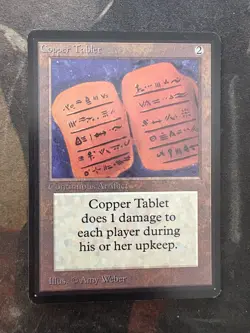 Copper Tablet 2
Continuous Artifact
Copper Tablet
does 1 damage to
each player during
his or her upkeep.
Illus. Amy Weber